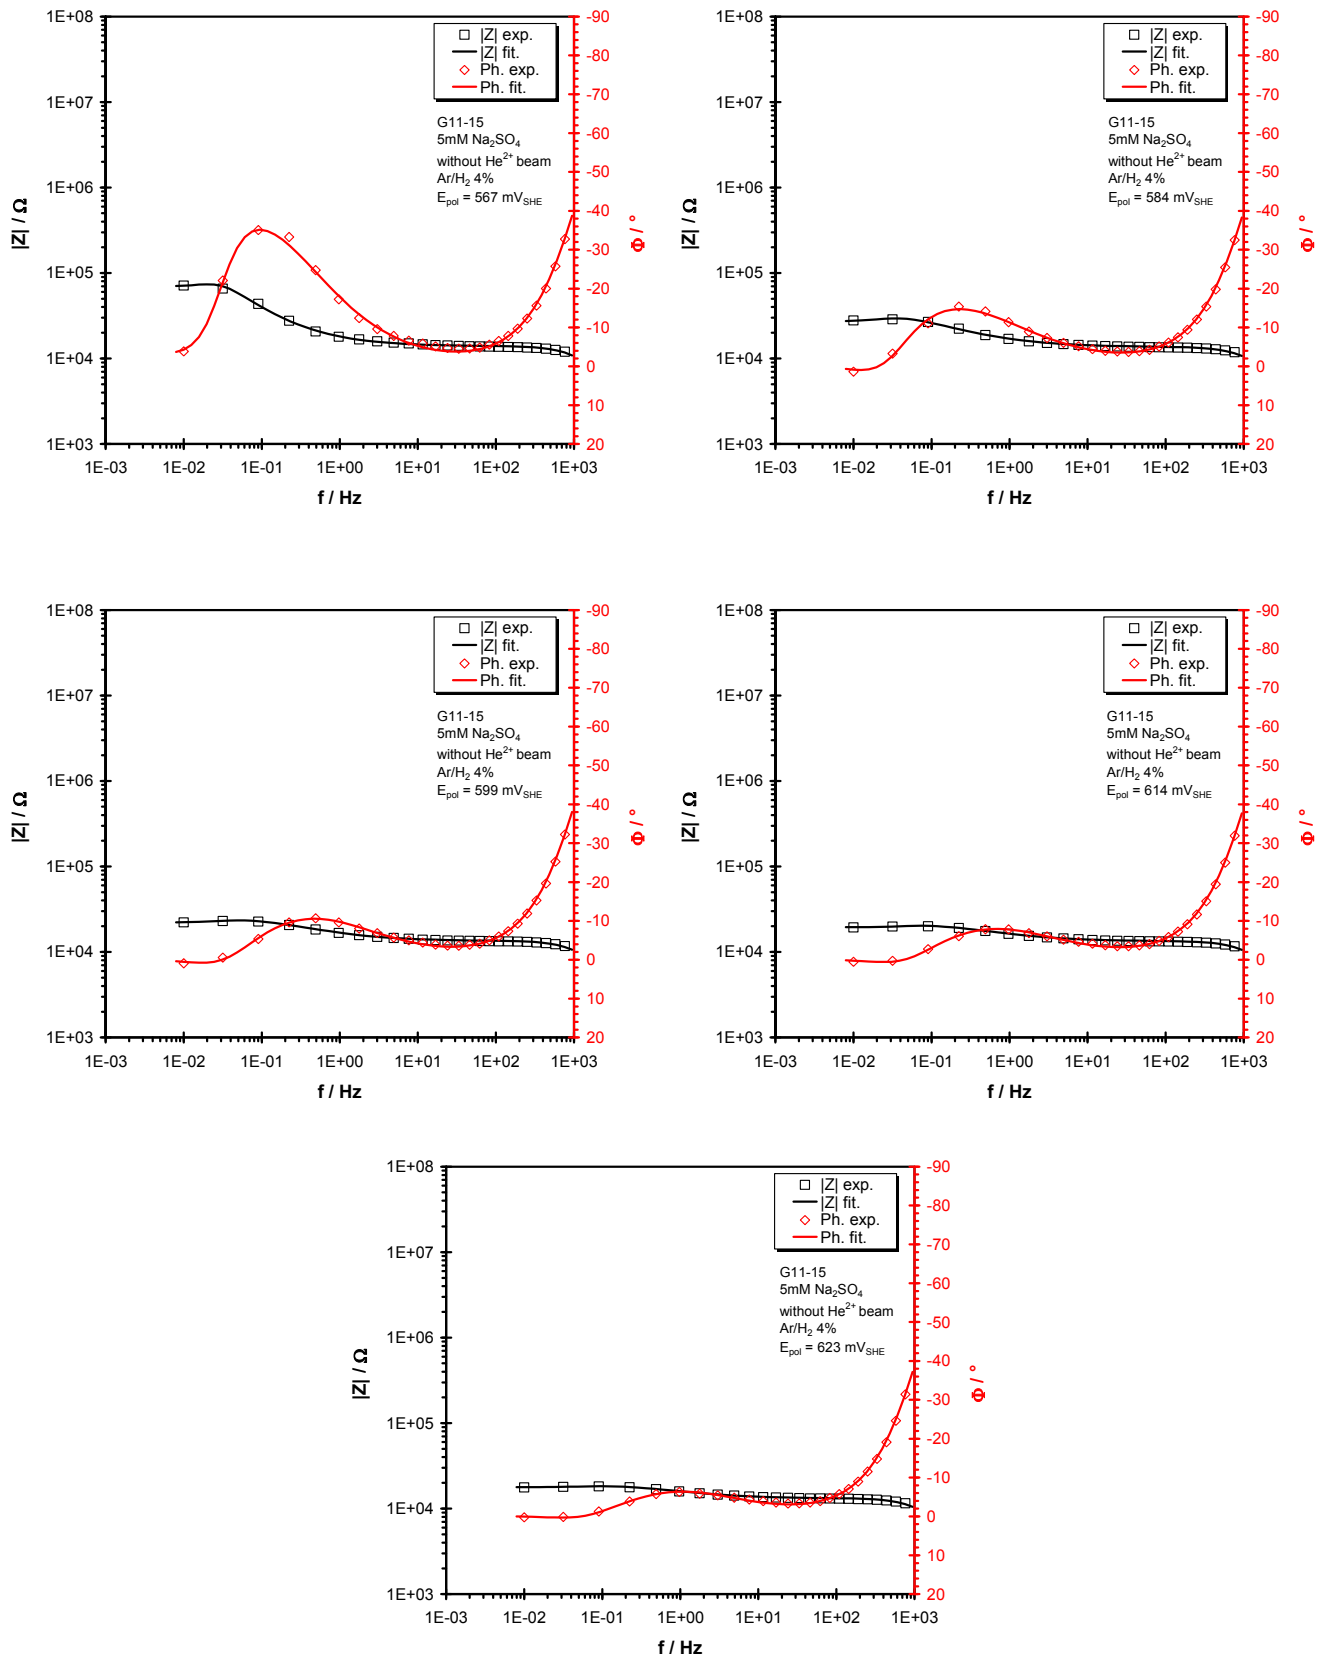 1E+08
1E+07
1E+06
1E+05
1E+04
1E+03
|Z| / Ω
1E-03 1E-02 1E-01 1E+00 1E+01 1E+02 1E+03
f / Hz
-90
-80
-70
-60
-50
-40
-30
-20
-10
0
10
20
Φ / °
|Z| exp.
|Z| fit.
Ph. exp.
Ph. fit.
G11-15
5mM Na₂SO₄
without He²⁺ beam
Ar/H₂ 4%
E_pol = 567 mV_SHE
1E+08
1E+07
1E+06
1E+05
1E+04
1E+03
|Z| / Ω
1E-03 1E-02 1E-01 1E+00 1E+01 1E+02 1E+03
f / Hz
-90
-80
-70
-60
-50
-40
-30
-20
-10
0
10
20
Φ / °
|Z| exp.
|Z| fit.
Ph. exp.
Ph. fit.
G11-15
5mM Na₂SO₄
without He²⁺ beam
Ar/H₂ 4%
E_pol = 584 mV_SHE
1E+08
1E+07
1E+06
1E+05
1E+04
1E+03
|Z| / Ω
1E-03 1E-02 1E-01 1E+00 1E+01 1E+02 1E+03
f / Hz
-90
-80
-70
-60
-50
-40
-30
-20
-10
0
10
20
Φ / °
|Z| exp.
|Z| fit.
Ph. exp.
Ph. fit.
G11-15
5mM Na₂SO₄
without He²⁺ beam
Ar/H₂ 4%
E_pol = 599 mV_SHE
1E+08
1E+07
1E+06
1E+05
1E+04
1E+03
|Z| / Ω
1E-03 1E-02 1E-01 1E+00 1E+01 1E+02 1E+03
f / Hz
-90
-80
-70
-60
-50
-40
-30
-20
-10
0
10
20
Φ / °
|Z| exp.
|Z| fit.
Ph. exp.
Ph. fit.
G11-15
5mM Na₂SO₄
without He²⁺ beam
Ar/H₂ 4%
E_pol = 614 mV_SHE
1E+08
1E+07
1E+06
1E+05
1E+04
1E+03
|Z| / Ω
1E-03 1E-02 1E-01 1E+00 1E+01 1E+02 1E+03
f / Hz
-90
-80
-70
-60
-50
-40
-30
-20
-10
0
10
20
Φ / °
|Z| exp.
|Z| fit.
Ph. exp.
Ph. fit.
G11-15
5mM Na₂SO₄
without He²⁺ beam
Ar/H₂ 4%
E_pol = 623 mV_SHE